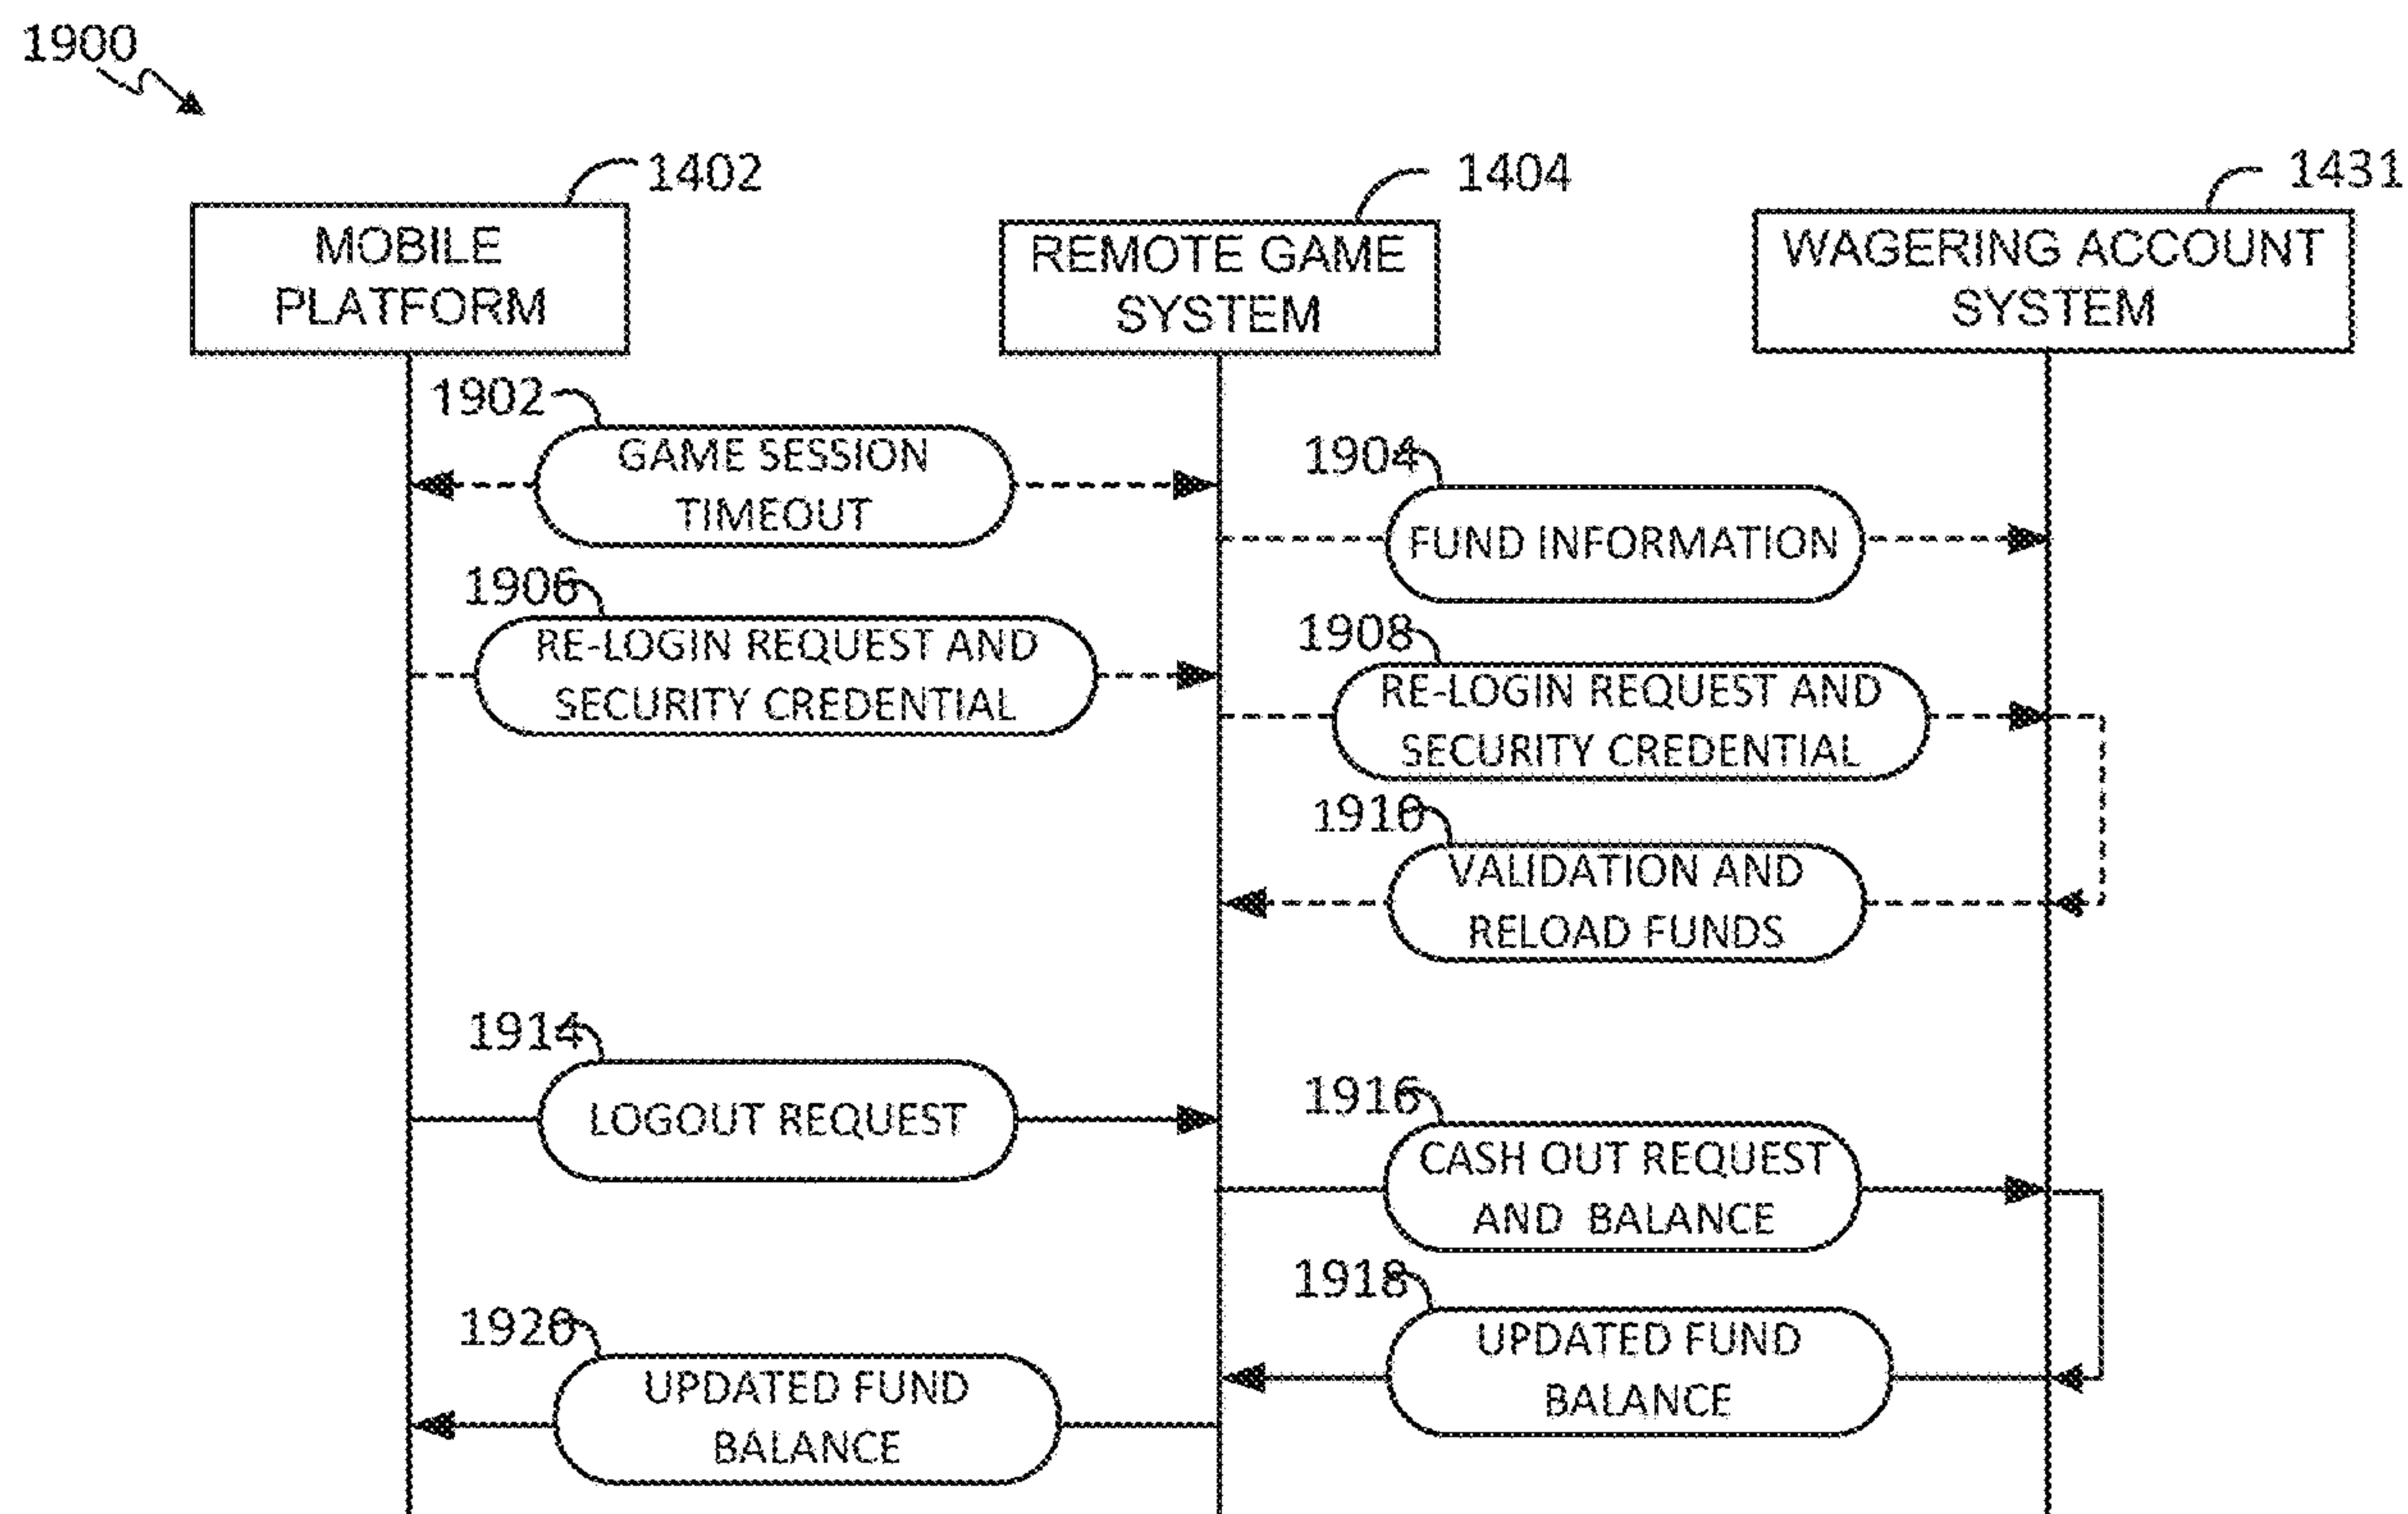 1900
1402
1404
1431
MOBILE
PLATFORM
REMOTE GAME
SYSTEM
WAGERING ACCOUNT
SYSTEM
1902
GAME SESSION
TIMEOUT
1904
FUND INFORMATION
1906
RE-LOGIN REQUEST AND
SECURITY CREDENTIAL
1908
RE-LOGIN REQUEST AND
SECURITY CREDENTIAL
1910
VALIDATION AND
RELOAD FUNDS
1914
LOGOUT REQUEST
1916
CASH OUT REQUEST
AND BALANCE
1918
UPDATED FUND
BALANCE
1920
UPDATED FUND
BALANCE